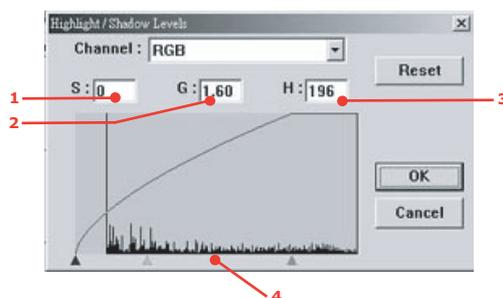 Highlight / Shadow Levels
Channel : RGB
Reset
S : 0 G : 1.60 H : 196
1
2
3
OK
Cancel
4